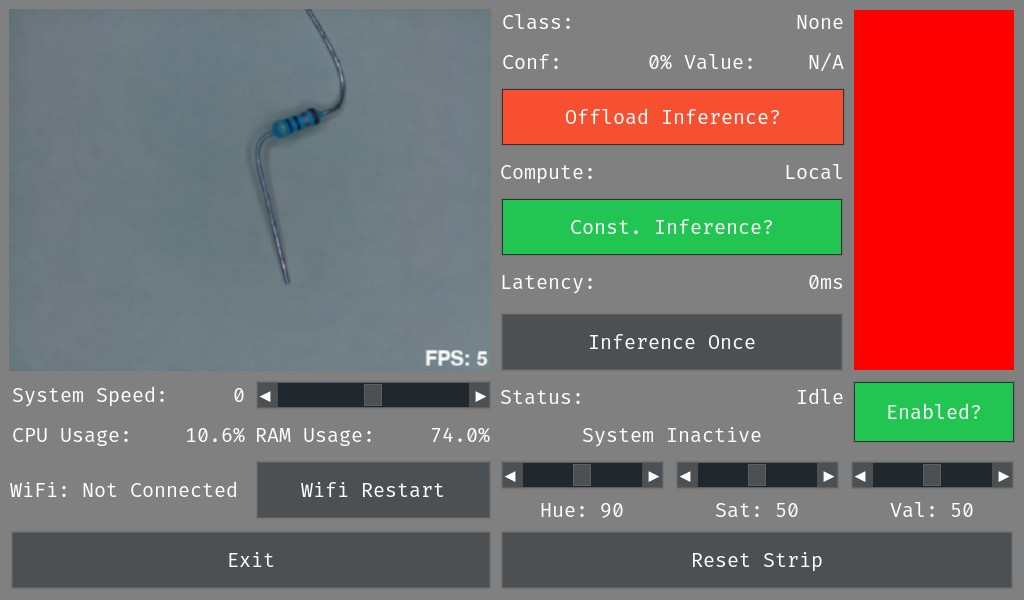 Class: None
Conf: 0% Value: N/A
Offload Inference?
Compute: Local
Const. Inference?
Latency: 0ms
Inference Once
FPS: 5
System Speed: 0
Status: Idle
Enabled?
CPU Usage: 10.6% RAM Usage: 74.0%
System Inactive
WiFi: Not Connected
Wifi Restart
Hue: 90
Sat: 50
Val: 50
Exit
Reset Strip